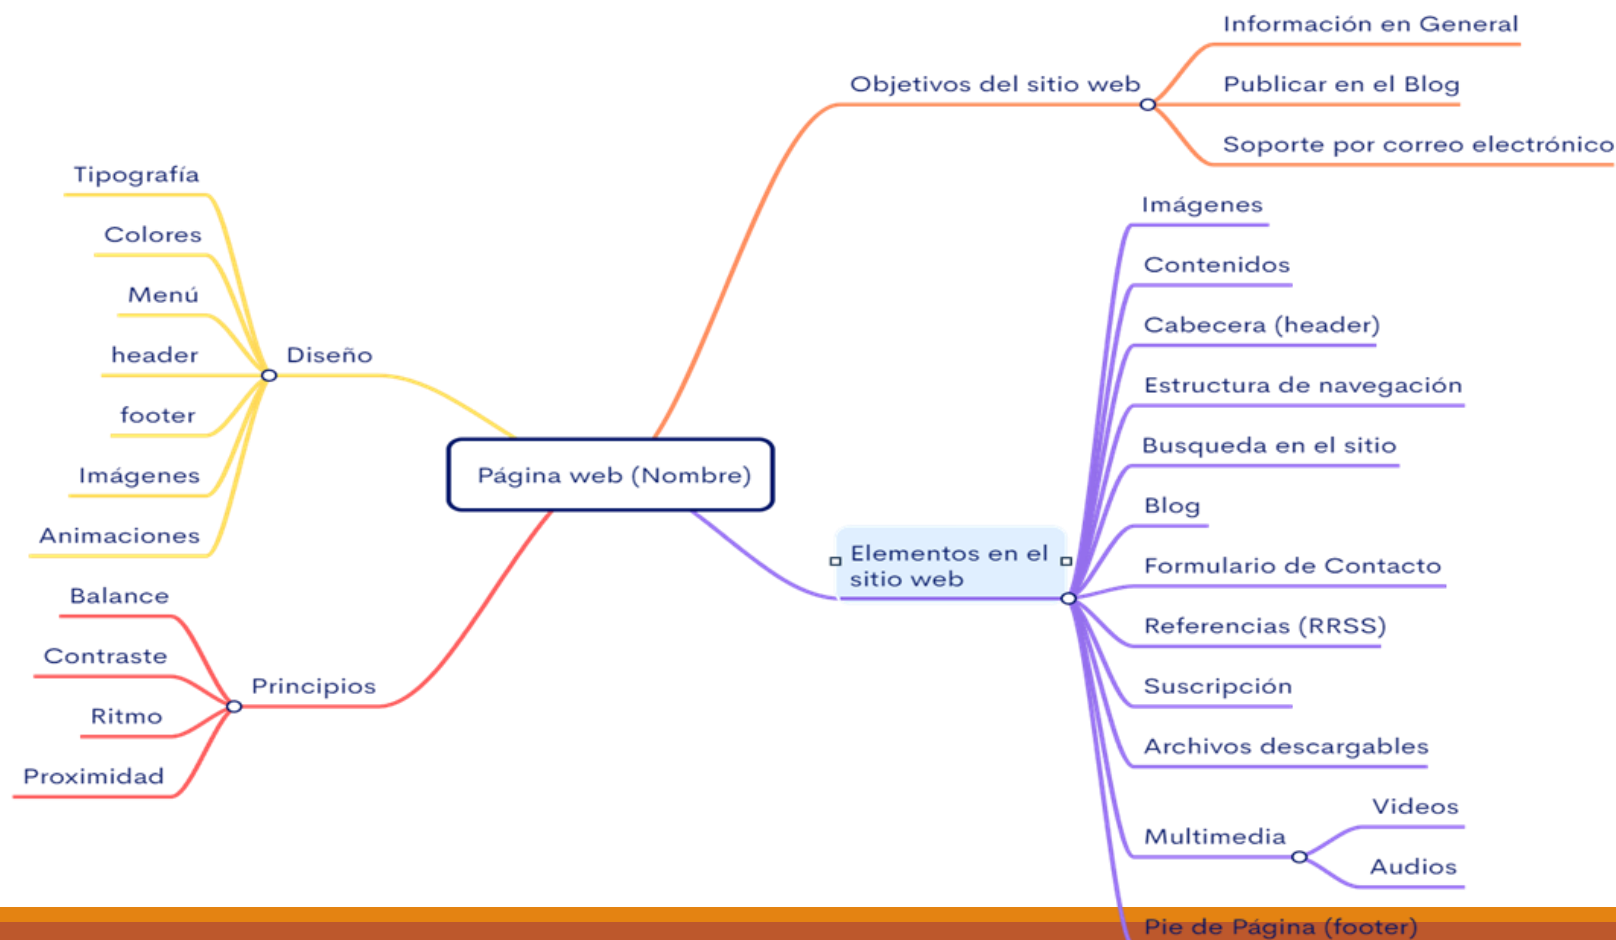 Información en General
Objetivos del sitio web
Publicar en el Blog
Soporte por correo electrónico
Tipografía
Colores
Menú
header
footer
Imágenes
Animaciones
Diseño
Página web (Nombre)
Balance
Contraste
Ritmo
Proximidad
Principios
Elementos en el
sitio web
Imágenes
Contenidos
Cabecera (header)
Estructura de navegación
Busqueda en el sitio
Blog
Formulario de Contacto
Referencias (RRSS)
Suscripción
Archivos descargables
Multimedia
Videos
Audios
Pie de Página (footer)